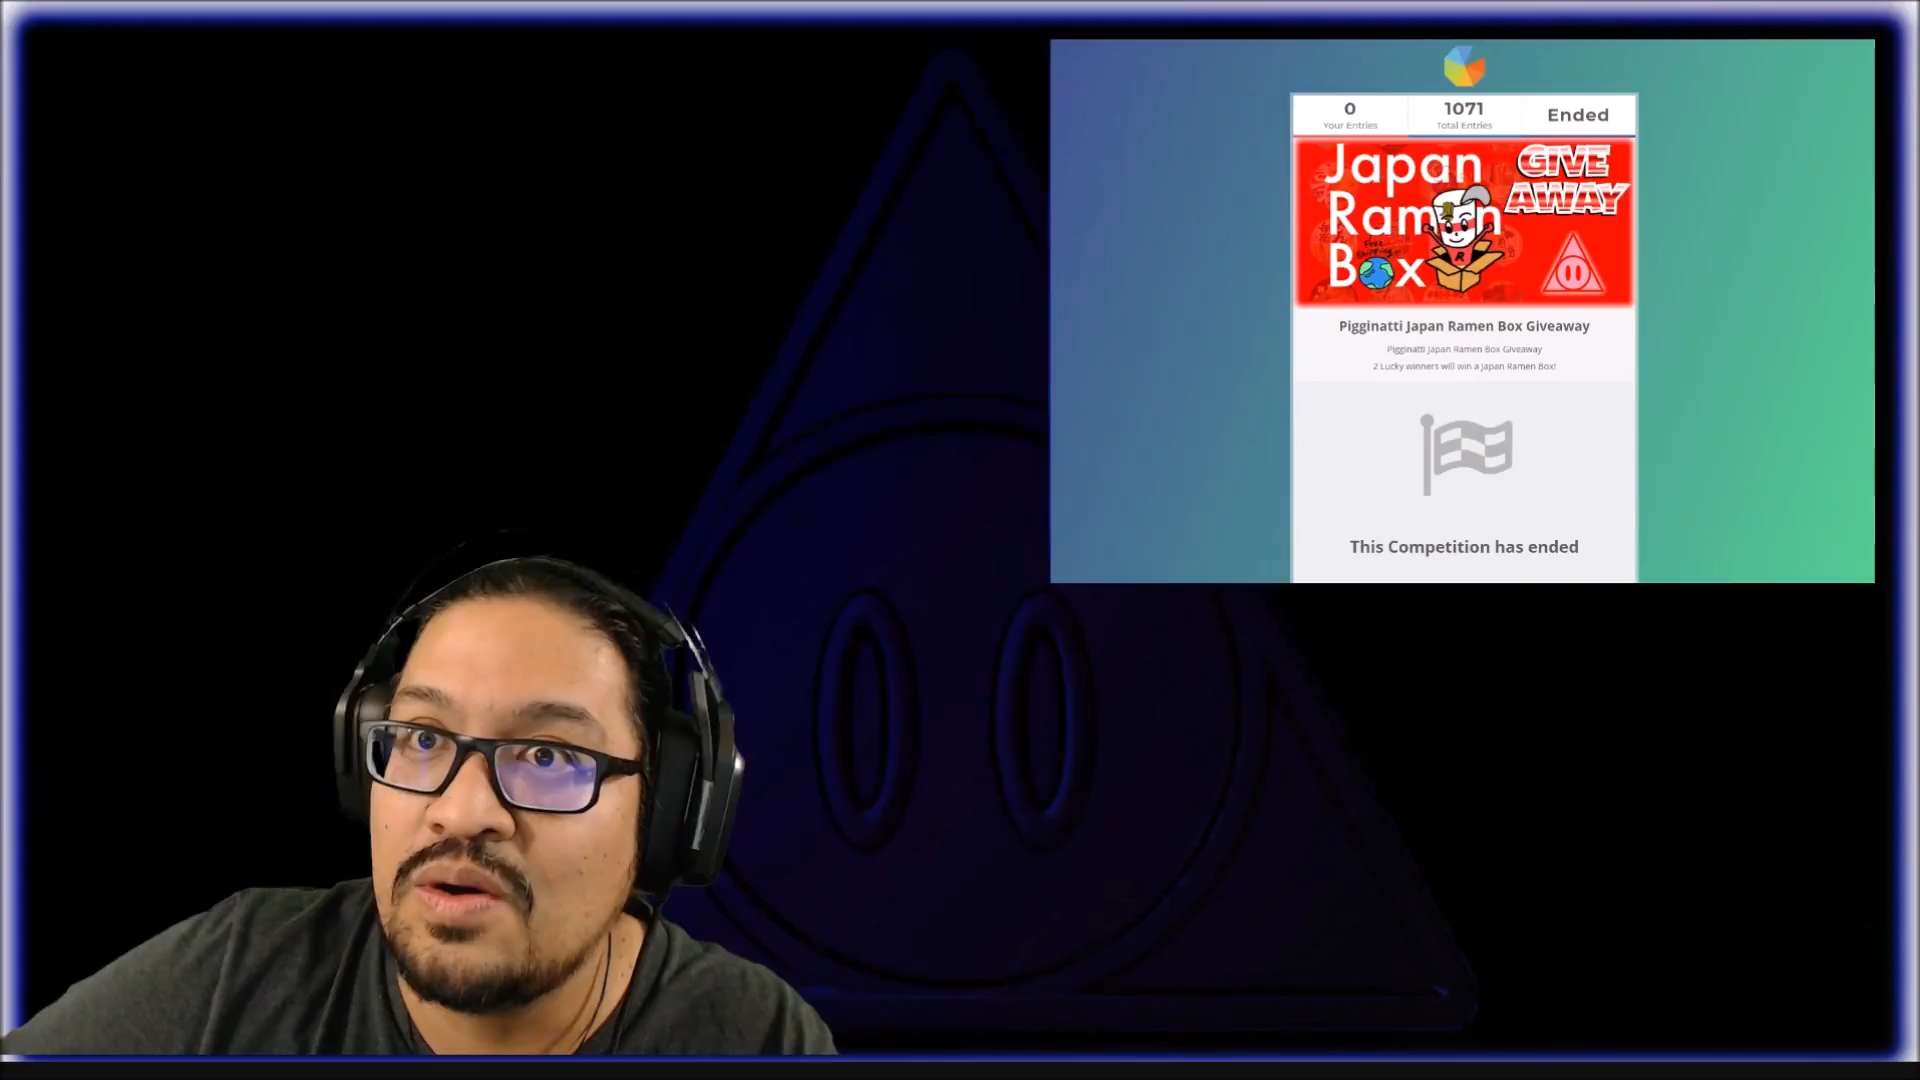 0
Your Entries
1071
Total Entries
Ended
Japan
Ramen
Box
GIVE
AWAY
R
Pigginatti Japan Ramen Box Giveaway
Pigginatti Japan Ramen Box Giveaway
2 Lucky winners will win a Japan Ramen Box!
This Competition has ended